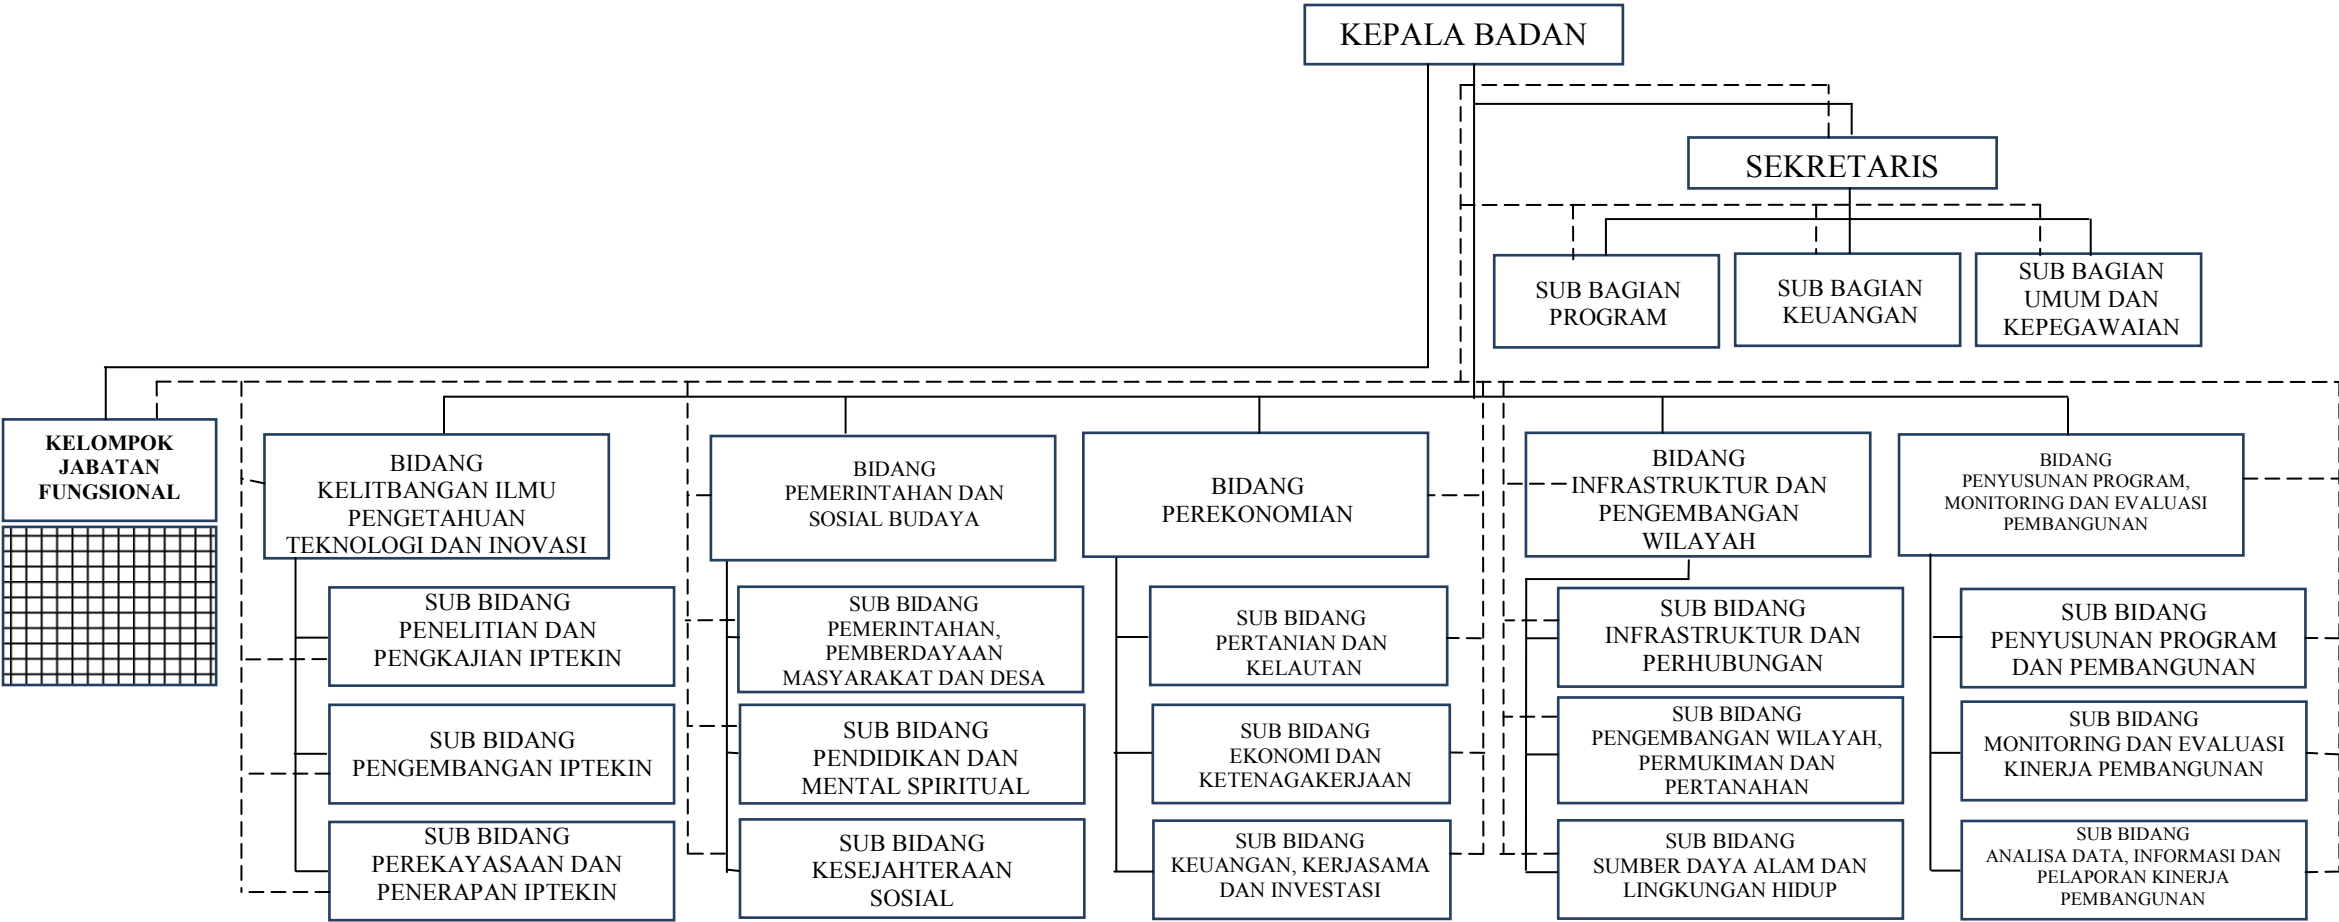 KEPALA BADAN
SEKRETARIS
SUB BAGIAN
PROGRAM
SUB BAGIAN
KEUANGAN
SUB BAGIAN
UMUM DAN
KEPEGAWAIAN
KELOMPOK
JABATAN
FUNGSIONAL
BIDANG
KELITBANGAN ILMU
PENGETAHUAN
TEKNOLOGI DAN INOVASI
BIDANG
PEMERINTAHAN DAN
SOSIAL BUDAYA
BIDANG
PEREKONOMIAN
BIDANG
INFRASTRUKTUR DAN
PENGEMBANGAN
WILAYAH
BIDANG
PENYUSUNAN PROGRAM,
MONITORING DAN EVALUASI
PEMBANGUNAN
SUB BIDANG
PENELITIAN DAN
PENGKAJIAN IPTEKIN
SUB BIDANG
PEMERINTAHAN,
PEMBERDAYAAN
MASYARAKAT DAN DESA
SUB BIDANG
PERTANIAN DAN
KELAUTAN
SUB BIDANG
INFRASTRUKTUR DAN
PERHUBUNGAN
SUB BIDANG
PENYUSUNAN PROGRAM
DAN PEMBANGUNAN
SUB BIDANG
PENGEMBANGAN IPTEKIN
SUB BIDANG
PENDIDIKAN DAN
MENTAL SPIRITUAL
SUB BIDANG
EKONOMI DAN
KETENAGAKERJAAN
SUB BIDANG
PENGEMBANGAN WILAYAH,
PERMUKIMAN DAN
PERTANAHAN
SUB BIDANG
MONITORING DAN EVALUASI
KINERJA PEMBANGUNAN
SUB BIDANG
PEREKAYASAAN DAN
PENERAPAN IPTEKIN
SUB BIDANG
KESEJAHTERAAN
SOSIAL
SUB BIDANG
KEUANGAN, KERJASAMA
DAN INVESTASI
SUB BIDANG
SUMBER DAYA ALAM DAN
LINGKUNGAN HIDUP
SUB BIDANG
ANALISA DATA, INFORMASI DAN
PELAPORAN KINERJA
PEMBANGUNAN